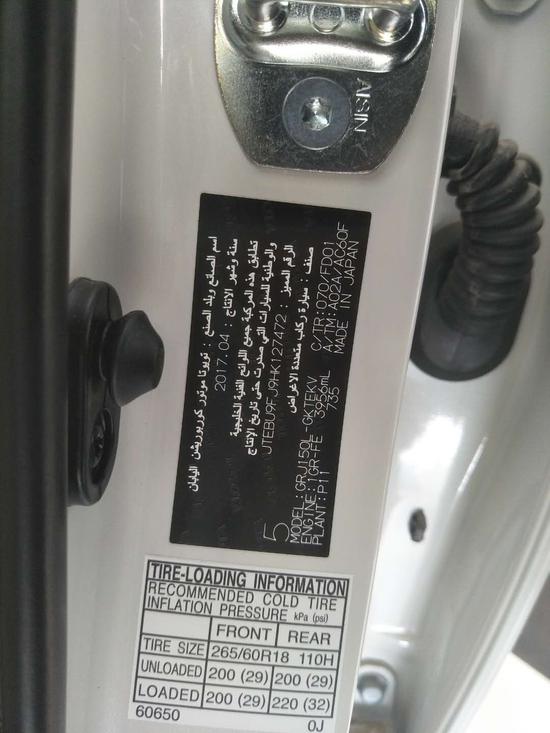 AISIN
اسم الصانع وبلد الصنع : تويوتا موتور كوربوريشن اليابان
سنة وشهر الانتاج : 2017.04
تطابق هذه المركبة جميع اللوائح الفنية الخليجية
والوطنية للسيارات التي صدرت حتى تاريخ الإنتاج
الرقم المميز : JTEBU9FJ9HK127472
صنف : سيارة ركاب متعددة الاغراض
5
MODEL: GRJ150L-GKTEKV C/TR: 070/FD01
ENGINE: 1GR-FE 3956mL A/TM: A02A/AC60F
PLANT: P11 735 MADE IN JAPAN
TIRE-LOADING INFORMATION
RECOMMENDED COLD TIRE
INFLATION PRESSURE kPa (psi)
FRONT REAR
TIRE SIZE 265/60R18 110H
UNLOADED 200 (29) 200 (29)
LOADED 200 (29) 220 (32)
60650 0J